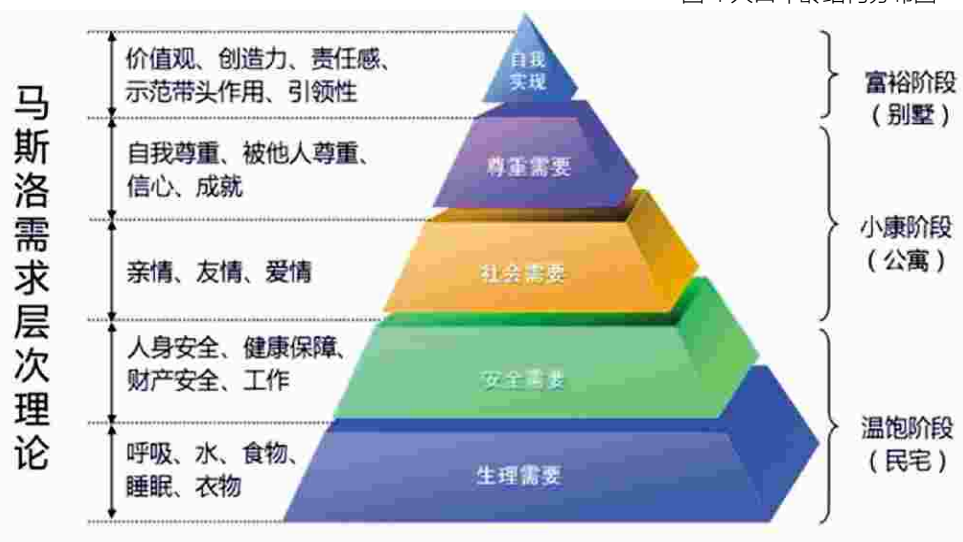 马斯洛需求层次理论
价值观、创造力、责任感、
示范带头作用、引领性
自我尊重、被他人尊重、
信心、成就
亲情、友情、爱情
人身安全、健康保障、
财产安全、工作
呼吸、水、食物、
睡眠、衣物
自我
实现
尊重需要
社会需要
安全需要
生理需要
富裕阶段
（别墅）
小康阶段
（公寓）
温饱阶段
（民宅）